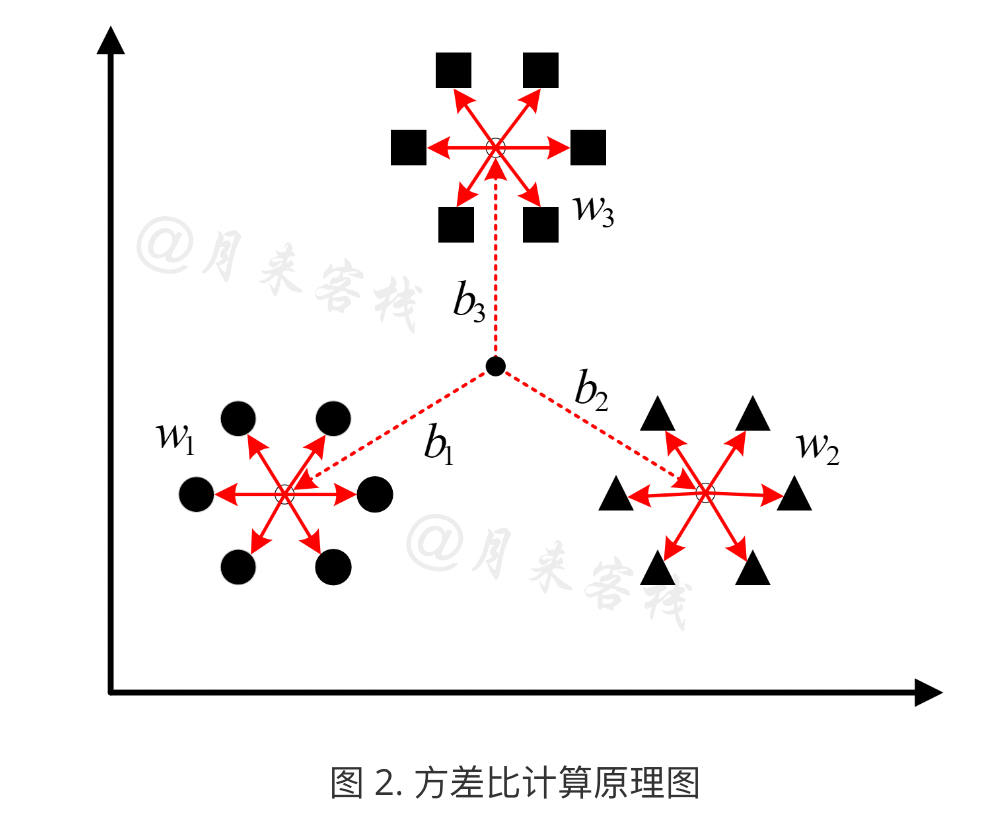 w₃
@月来客栈
b₃
b₂
w₁
b₁
w₂
@月来客栈
图 2. 方差比计算原理图